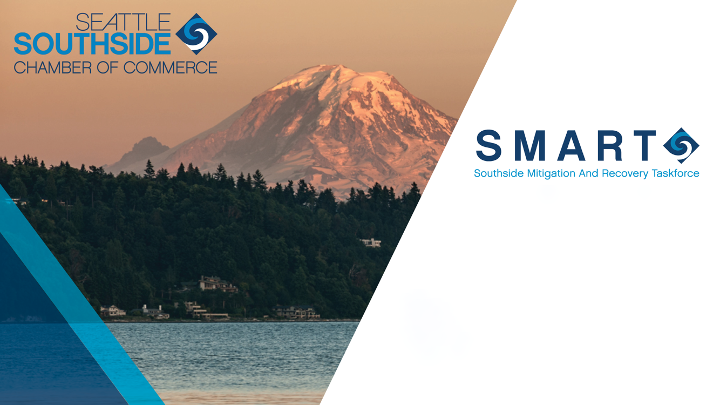 SEATTLE
SOUTHSIDE
CHAMBER OF COMMERCE
SMART
Southside Mitigation And Recovery Taskforce